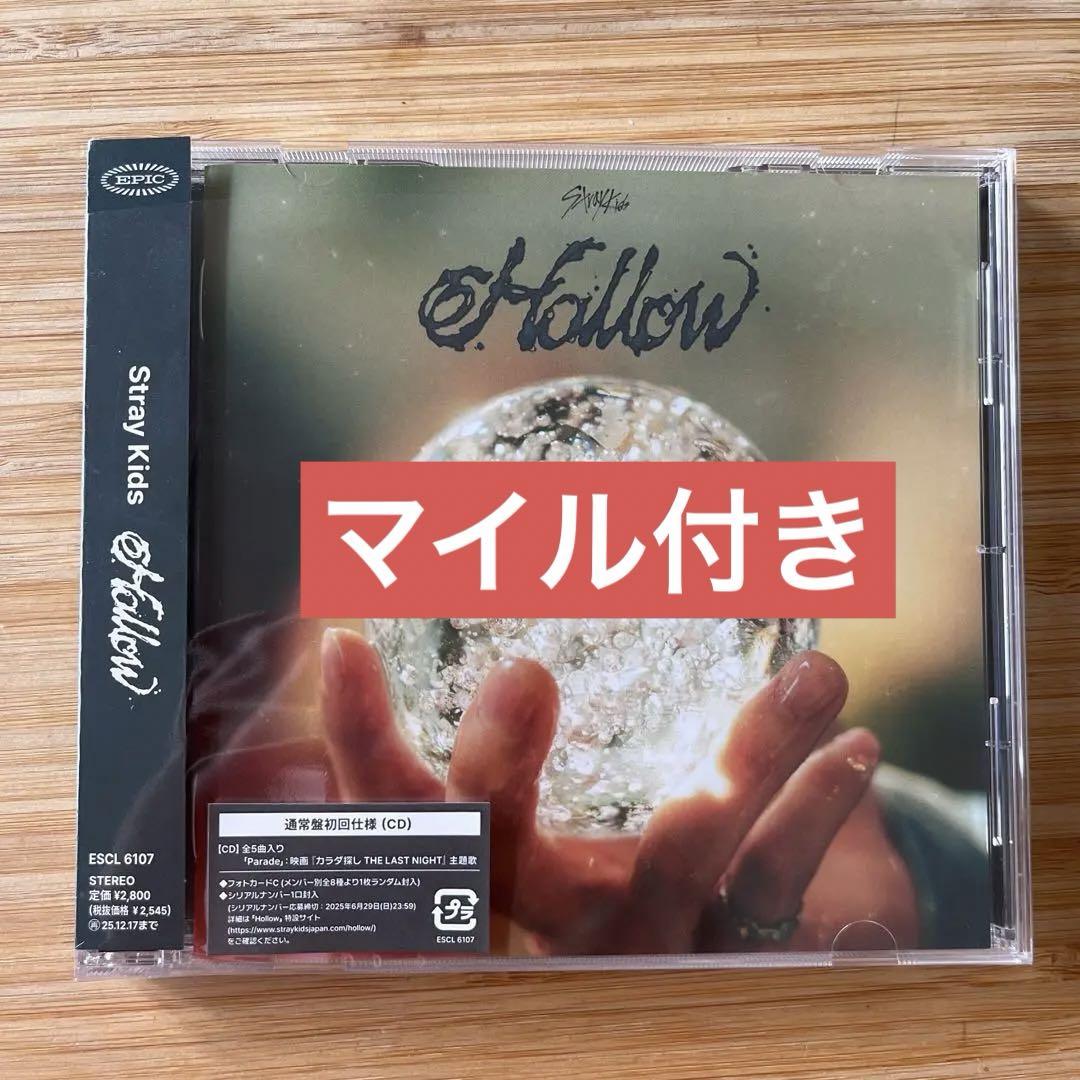 EPIC
Stray Kids
Hollow
Stray Kids
Hollow
マイル付き
ESCL 6107
STEREO
定価 ¥2,800
(税抜価格 ¥2,545)
再 25.12.17まで
通常盤初回仕様 (CD)
【CD】全5曲入り
「Parade」:映画『カラダ探し THE LAST NIGHT』主題歌
◆フォトカードC (メンバー別全8種より1枚ランダム封入)
◆シリアルナンバー1口封入
(シリアルナンバー応募締切:2025年6月29日(日)23:59)
詳細は「Hollow」特設サイト
(https://www.straykidsjapan.com/hollow/)
をご確認ください。
プラ
ESCL 6107